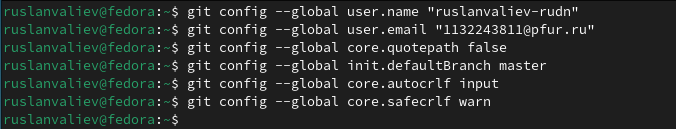 ruslanvaliev@fedora:~$ git config --global user.name "ruslanvaliev-rudn"
ruslanvaliev@fedora:~$ git config --global user.email "1132243811@pfur.ru"
ruslanvaliev@fedora:~$ git config --global core.quotepath false
ruslanvaliev@fedora:~$ git config --global init.defaultBranch master
ruslanvaliev@fedora:~$ git config --global core.autocrlf input
ruslanvaliev@fedora:~$ git config --global core.safecrlf warn
ruslanvaliev@fedora:~$